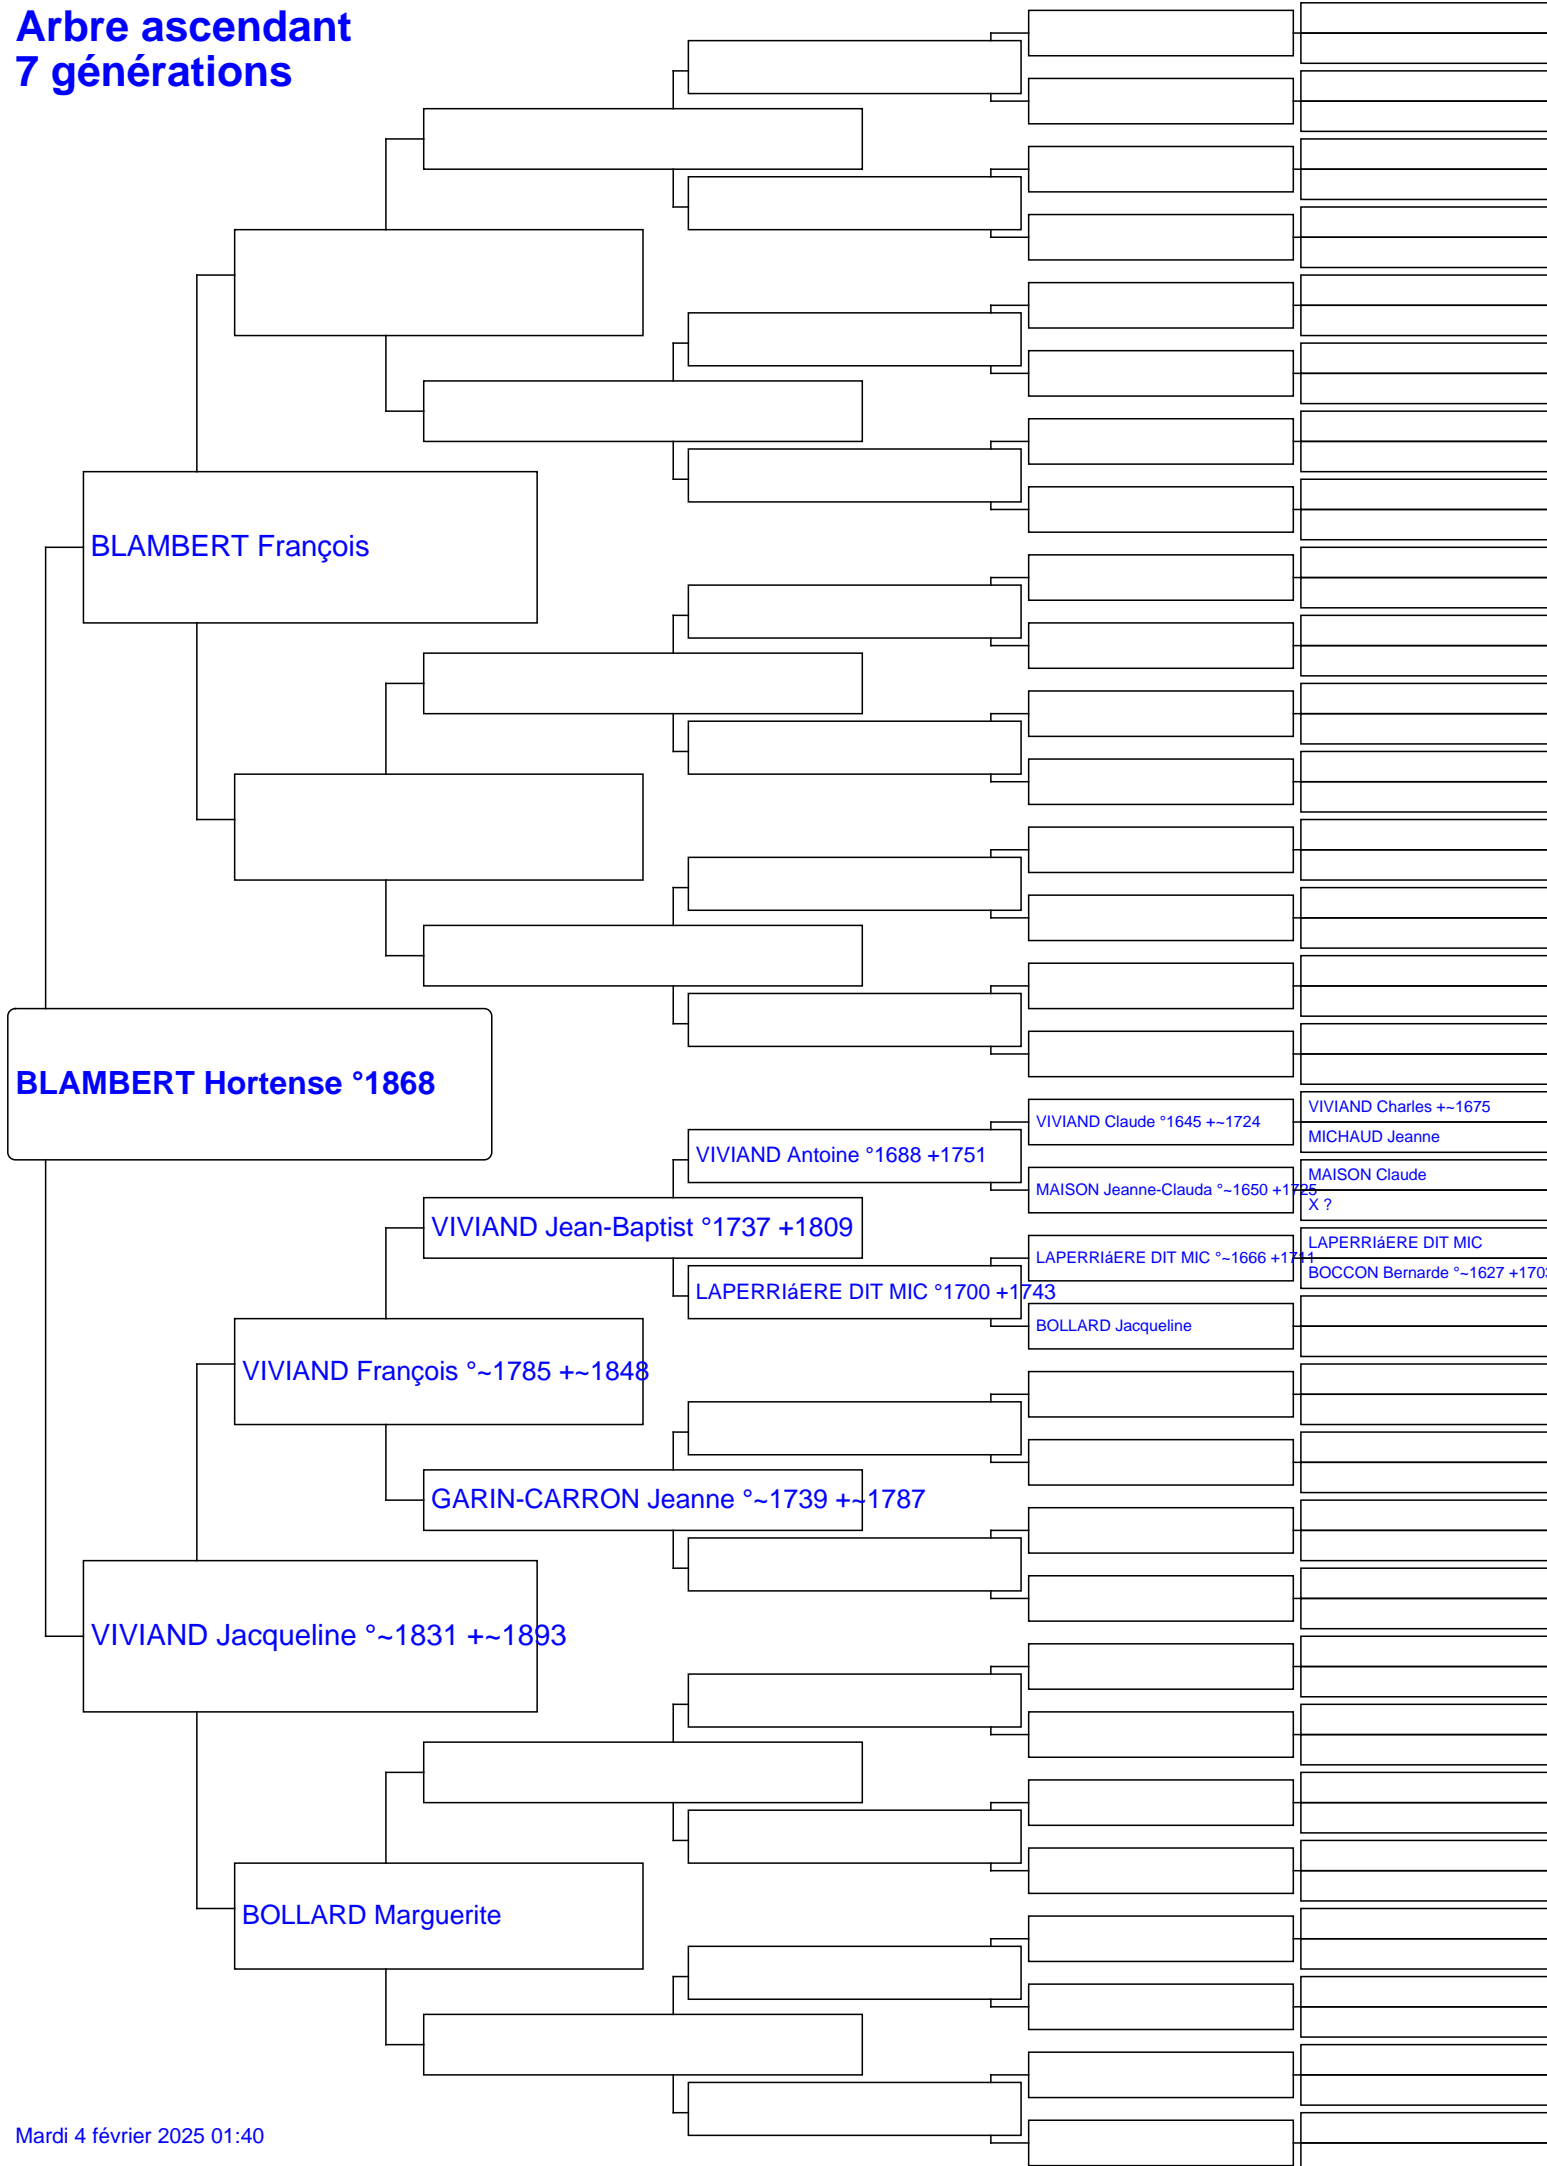 Arbre ascendant
7 générations
BLAMBERT François
BLAMBERT Hortense °1868
VIVIAND Claude °1645 +~1724
VIVIAND Charles +~1675
MICHAUD Jeanne
VIVIAND Antoine °1688 +1751
MAISON Jeanne-Clauda °~1650 +1725
MAISON Claude
X ?
VIVIAND Jean-Baptist °1737 +1809
LAPERRIáERE DIT MIC °~1666 +1711
LAPERRIáERE DIT MIC
BOCCON Bernarde °~1627 +1703
LAPERRIáERE DIT MIC °1700 +1743
BOLLARD Jacqueline
VIVIAND François °~1785 +~1848
GARIN-CARRON Jeanne °~1739 +~1787
VIVIAND Jacqueline °~1831 +~1893
BOLLARD Marguerite
Mardi 4 février 2025 01:40